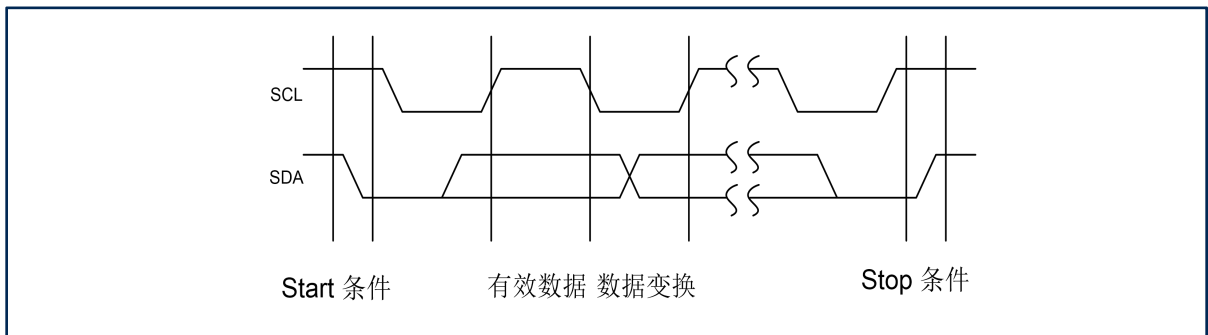 SCL
SDA
Start 条件
有效数据
数据变换
Stop 条件